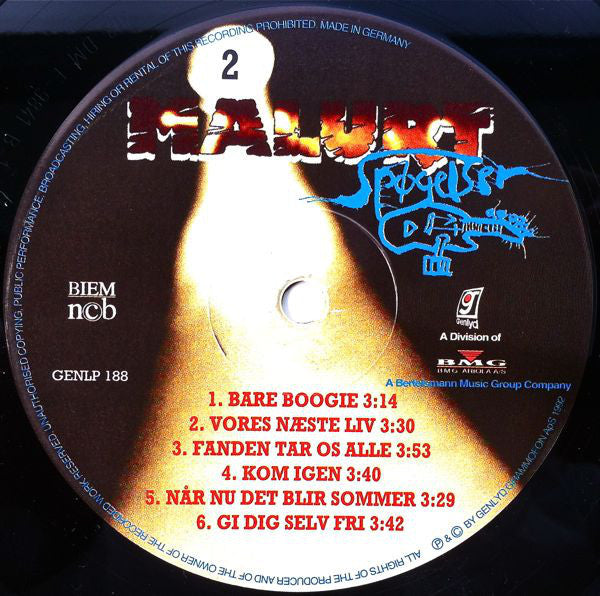 2
MALURT
Spøgelser
BIEM
n©b
GENLP 188
g
Genlyd
A Division of
BMG
BMG ARIOLA A/S
A Bertelsmann Music Group Company
1. BARE BOOGIE 3:14
2. VORES NÆSTE LIV 3:30
3. FANDEN TAR OS ALLE 3:53
4. KOM IGEN 3:40
5. NÅR NU DET BLIR SOMMER 3:29
6. GI DIG SELV FRI 3:42
ALL RIGHTS OF THE PRODUCER AND OF THE OWNER OF THE RECORDED WORK RESERVED UNAUTHORISED COPYING, PUBLIC PERFORMANCE, BROADCASTING, HIRING OR RENTAL OF THIS RECORDING PROHIBITED. MADE IN GERMANY
℗ & © BY GENLYD GRAMMOFON ApS 1992